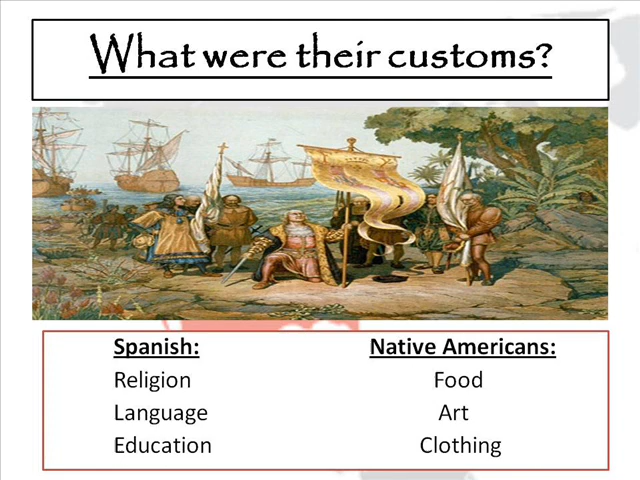 What were their customs?
Spanish:
Religion
Language
Education
Native Americans:
Food
Art
Clothing